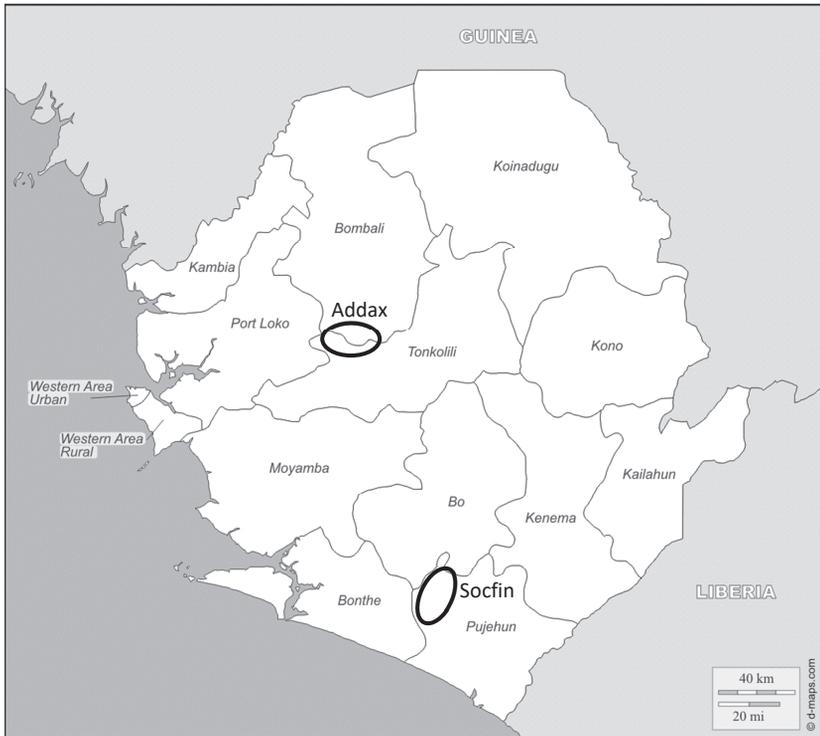 GUINEA
Koinadugu
Bombali
Kambia
Addax
Port Loko
Tonkolili
Kono
Western Area
Urban
Western Area
Rural
Moyamba
Kailahun
Bo
Kenema
Socfin
LIBERIA
Bonthe
Pujehun
40 km
20 mi
© d-maps.com